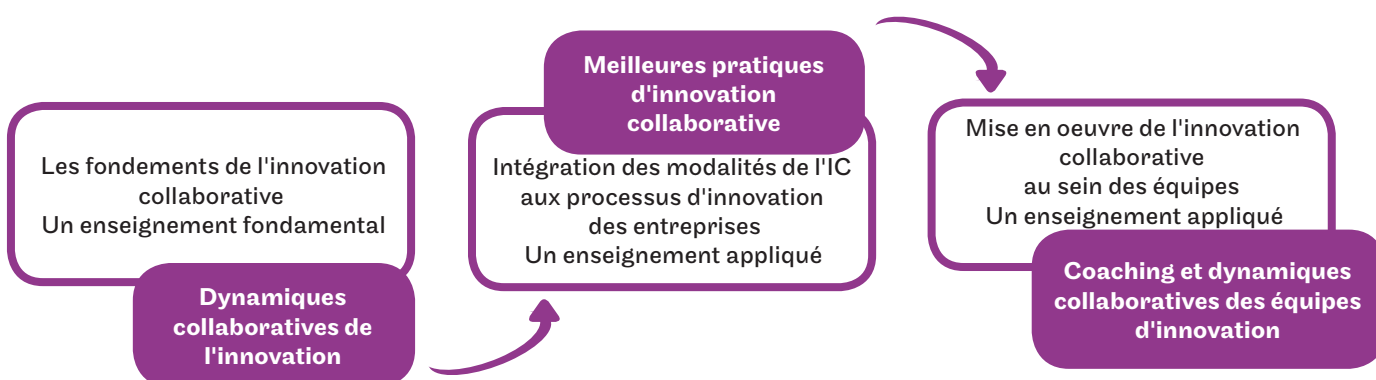 Les fondements de l'innovation
collaborative
Un enseignement fondamental
Dynamiques
collaboratives de
l'innovation
Meilleures pratiques
d'innovation
collaborative
Intégration des modalités de l'IC
aux processus d'innovation
des entreprises
Un enseignement appliqué
Mise en oeuvre de l'innovation
collaborative
au sein des équipes
Un enseignement appliqué
Coaching et dynamiques
collaboratives des équipes
d'innovation